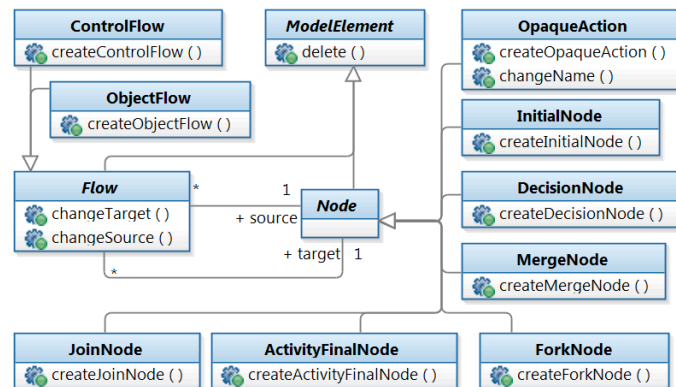 ControlFlow
createControlFlow ( )
ModelElement
delete ( )
OpaqueAction
createOpaqueAction ( )
changeName ( )
ObjectFlow
createObjectFlow ( )
InitialNode
createInitialNode ( )
Flow
changeTarget ( )
changeSource ( )
*
1
+ source
Node
+ target
1
*
DecisionNode
createDecisionNode ( )
MergeNode
createMergeNode ( )
JoinNode
createJoinNode ( )
ActivityFinalNode
createActivityFinalNode ( )
ForkNode
createForkNode ( )